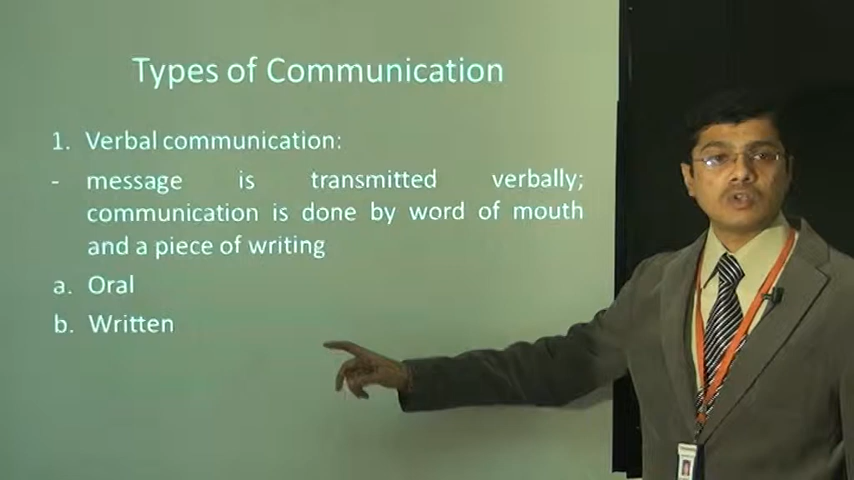 Types of Communication
1. Verbal communication:
- message is transmitted verbally;
communication is done by word of mouth
and a piece of writing
a. Oral
b. Written